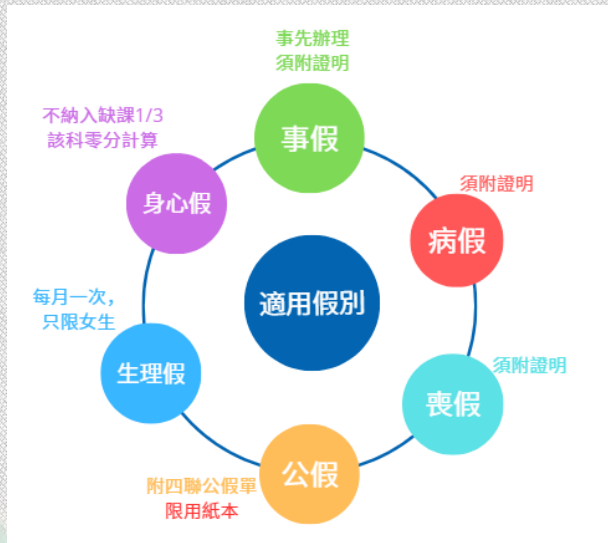 事先辦理
須附證明
事假
不納入缺課1/3
該科零分計算
身心假
須附證明
病假
適用假別
每月一次，
只限女生
生理假
須附證明
喪假
公假
附四聯公假單
限用紙本